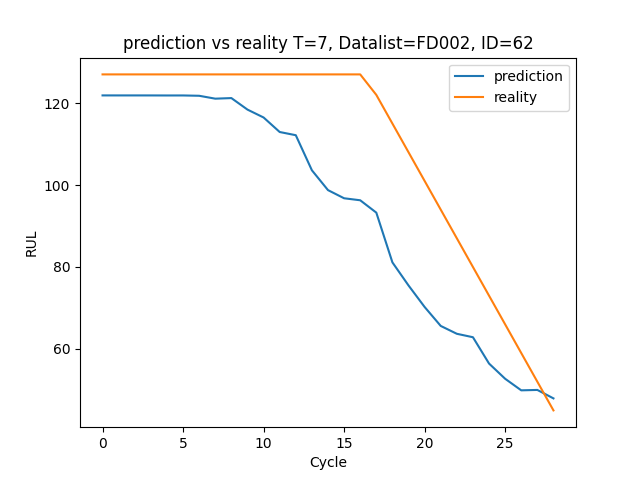 prediction vs reality T=7, Datalist=FD002, ID=62
prediction
reality
120
100
80
60
RUL
0 5 10 15 20 25
Cycle